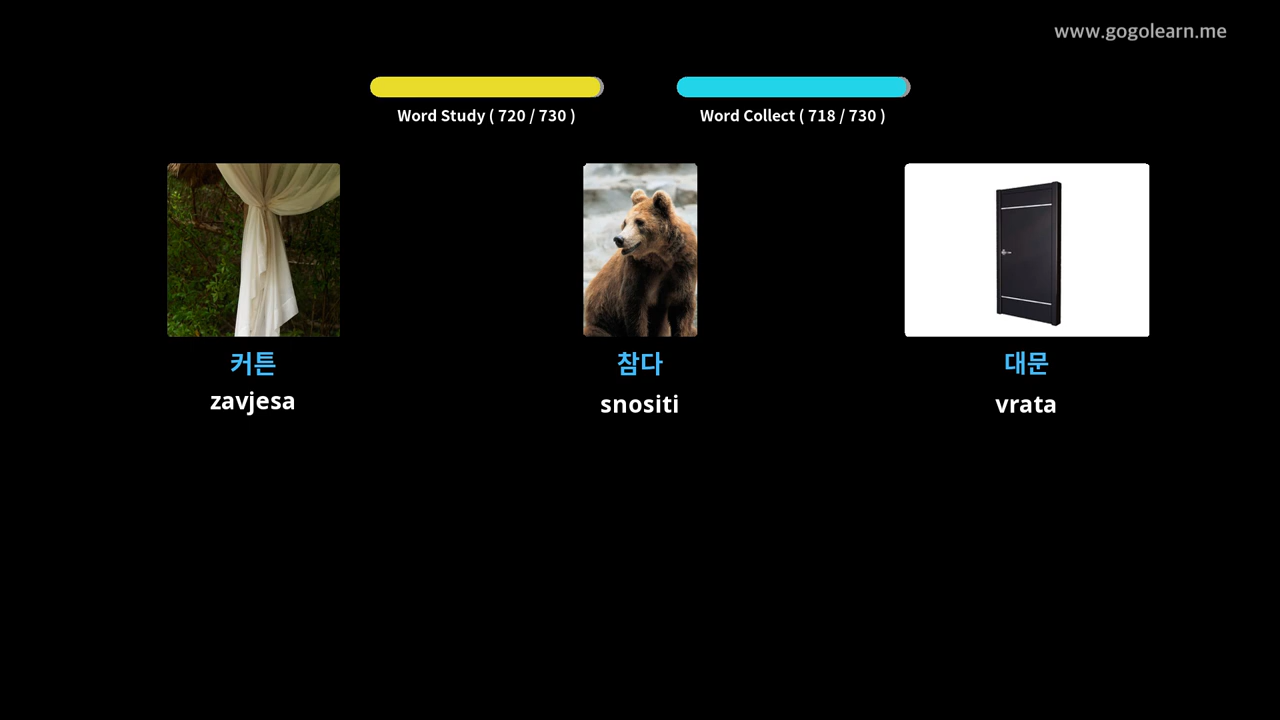 www.gogolearn.me
Word Study ( 720 / 730 )
Word Collect ( 718 / 730 )
커튼
참다
대문
zavjesa
snositi
vrata